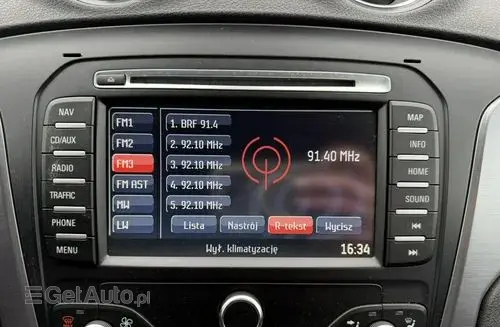 NAV
CD/AUX
RADIO
TRAFFIC
PHONE
MENU
FM1
FM2
FM3
FM AST
MW
LW
1. BRF 91.4
2. 92.10 MHz
3. 92.10 MHz
4. 92.10 MHz
5. 92.10 MHz
91.40 MHz
Lista
Nastrój
R-tekst
Wycisz
Wył. klimatyzację
16:34
MAP
INFO
HOME
SOUND
GetAuto.pl